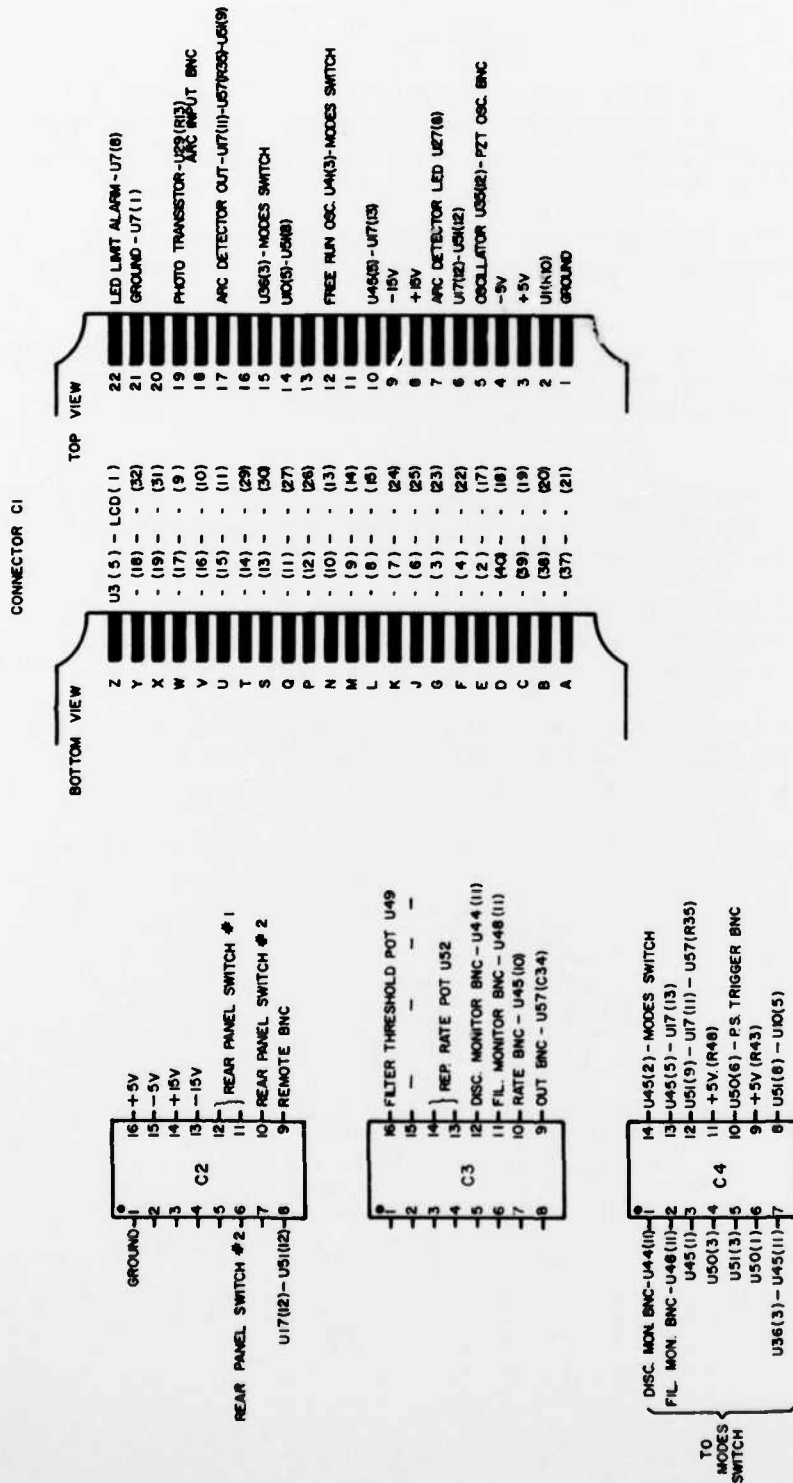 CONNECTOR C1
BOTTOM VIEW
TOP VIEW
Z U3(5) - LCD(1) 22 LED LIMIT ALARM - U7(8)
Y - (18) - - (32) 21 GROUND - U7(1)
X - (19) - - (31) 20
W - (17) - - (9) 19 PHOTO TRANSISTOR - U29(R13)
ARC INPUT BNC
V - (16) - - (10) 18
U - (15) - - (11) 17 ARC DETECTOR OUT - U17(11) - U57(R35) - U51(9)
T - (14) - - (29) 16
S - (13) - - (30) 15 U36(3) - MODES SWITCH
Q - (11) - - (27) 14 U10(5) - U51(8)
P - (12) - - (26) 13
N - (10) - - (13) 12 FREE RUN OSC. U41(3) - MODES SWITCH
M - (9) - - (14) 11
L - (8) - - (15) 10 U45(5) - U17(13)
K - (7) - - (24) 9 -15V
J - (6) - - (25) 8 +15V
G - (3) - - (23) 7 ARC DETECTOR LED U27(6)
F - (4) - - (22) 6 U17(12) - U51(12)
E - (2) - - (17) 5 OSCILLATOR U35(12) - PZT OSC. BNC
D - (40) - - (18) 4 -5V
C - (39) - - (19) 3 +5V
B - (38) - - (20) 2
A - (37) - - (21) 1 GROUND
C2
GROUND 1 16 +5V
2 15 -5V
3 14 +15V
4 13 -15V
5 12
REAR PANEL SWITCH #1
REAR PANEL SWITCH #2 6 11
7 10 REAR PANEL SWITCH #2
U17(12) - U51(12) 8 9 REMOTE BNC
C3
1 16 FILTER THRESHOLD POT U49
2 15 - - - -
3 14
REP. RATE POT U52
4 13
5 12 DISC. MONITOR BNC - U44(11)
6 11 FIL. MONITOR BNC - U48(11)
7 10 RATE BNC - U45(10)
8 9 OUT BNC - U57(C34)
C4
TO MODES SWITCH
DISC. MON. BNC - U44(11) 1 14 U45(2) - MODES SWITCH
FIL. MON. BNC - U48(11) 2 13 U45(5) - U17(13)
U45(1) 3 12 U51(9) - U17(11) - U57(R35)
U50(3) 4 11 +5V. (R48)
U51(3) 5 10 U50(6) - P.S. TRIGGER BNC
U50(1) 6 9 +5V (R43)
U36(3) - U45(11) 7 8 U51(8) - U10(5)